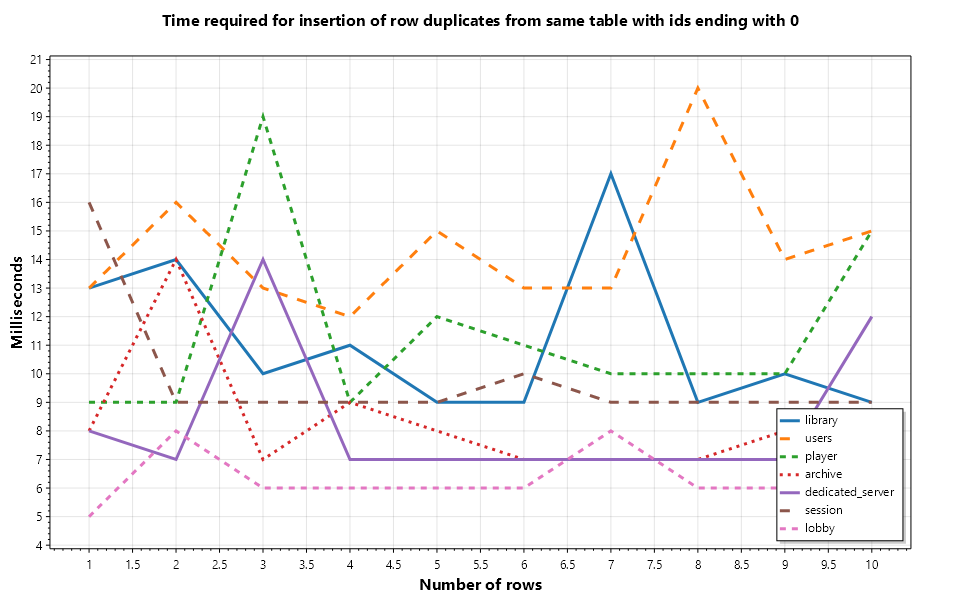 Time required for insertion of row duplicates from same table with ids ending with 0
21
20
19
18
17
16
15
14
13
12
11
10
9
8
7
6
5
4
Milliseconds
library
users
player
archive
dedicated_server
session
lobby
1 1.5 2 2.5 3 3.5 4 4.5 5 5.5 6 6.5 7 7.5 8 8.5 9 9.5 10
Number of rows